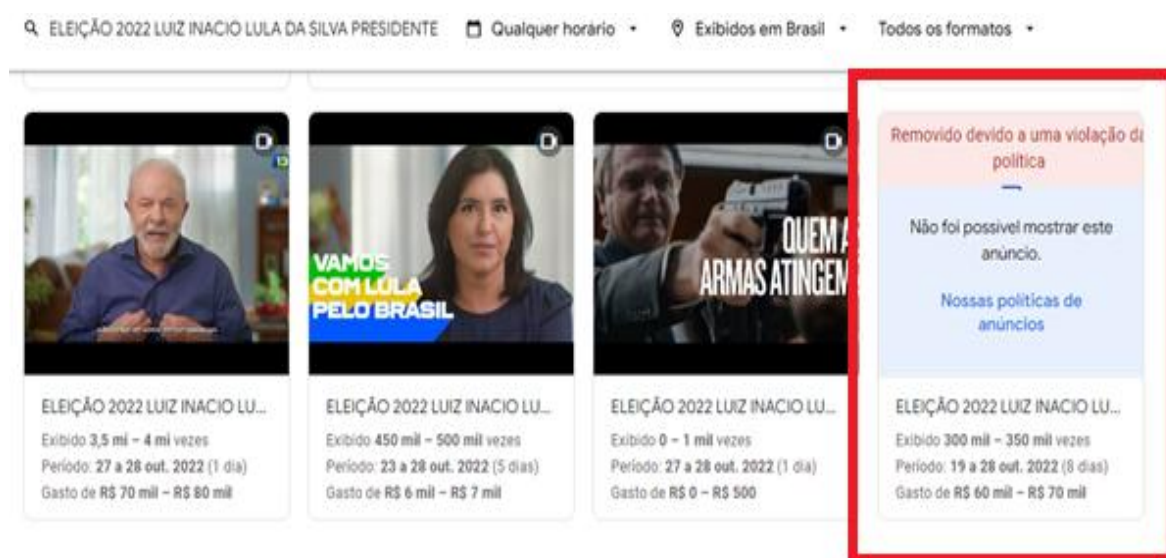 ELEIÇÃO 2022 LUIZ INACIO LULA DA SILVA PRESIDENTE
Qualquer horário
Exibidos em Brasil
Todos os formatos
13
VAMOS
COM LULA
PELO BRASIL
QUEM A
ARMAS ATINGEM
Removido devido a uma violação da
política
Não foi possível mostrar este
anúncio.
Nossas políticas de
anúncios
ELEIÇÃO 2022 LUIZ INACIO LU...
Exibido 3,5 mi – 4 mi vezes
Período: 27 a 28 out. 2022 (1 dia)
Gasto de R$ 70 mil – R$ 80 mil
ELEIÇÃO 2022 LUIZ INACIO LU...
Exibido 450 mil – 500 mil vezes
Período: 23 a 28 out. 2022 (5 dias)
Gasto de R$ 6 mil – R$ 7 mil
ELEIÇÃO 2022 LUIZ INACIO LU...
Exibido 0 – 1 mil vezes
Período: 27 a 28 out. 2022 (1 dia)
Gasto de R$ 0 – R$ 500
ELEIÇÃO 2022 LUIZ INACIO LU...
Exibido 300 mil – 350 mil vezes
Período: 19 a 28 out. 2022 (8 dias)
Gasto de R$ 60 mil – R$ 70 mil